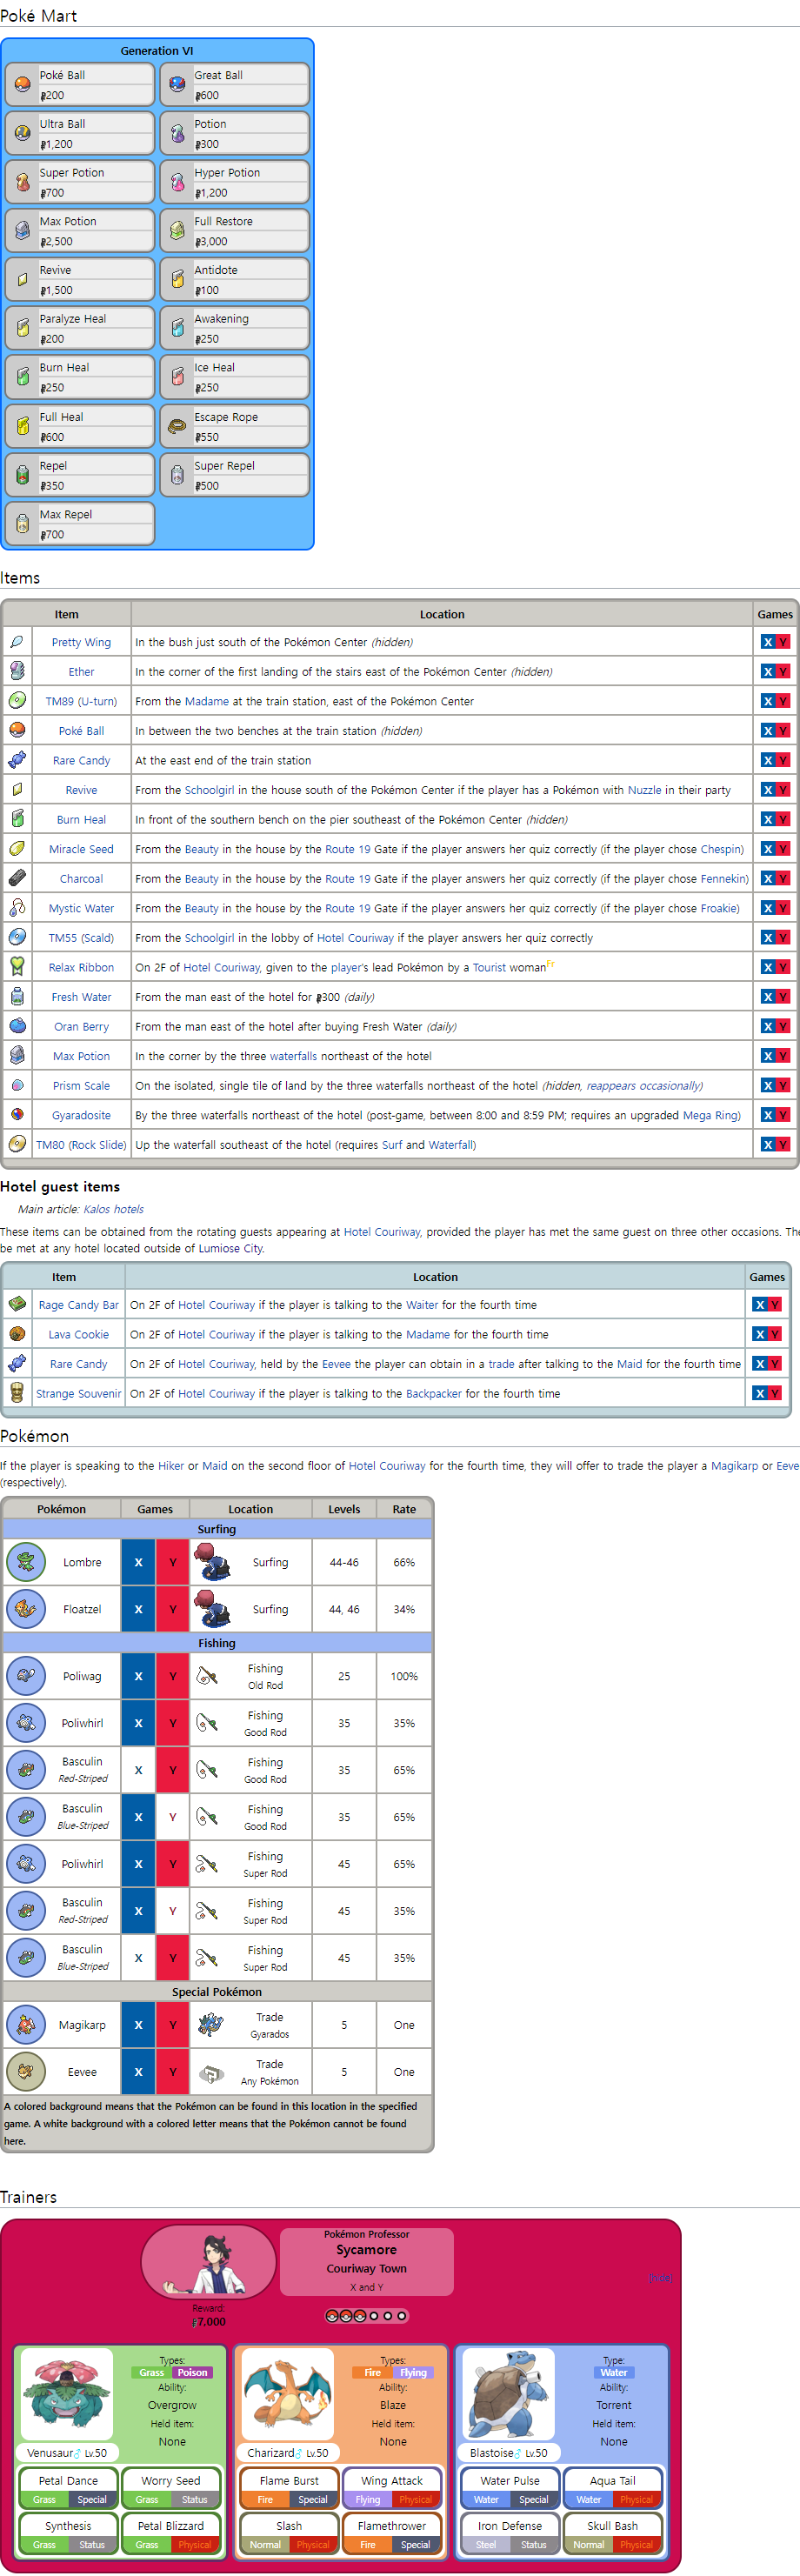 Poké Mart
Generation VI
Poké Ball
₽200
Great Ball
₽600
Ultra Ball
₽1,200
Potion
₽300
Super Potion
₽700
Hyper Potion
₽1,200
Max Potion
₽2,500
Full Restore
₽3,000
Revive
₽1,500
Antidote
₽100
Paralyze Heal
₽200
Awakening
₽250
Burn Heal
₽250
Ice Heal
₽250
Full Heal
₽600
Escape Rope
₽550
Repel
₽350
Super Repel
₽500
Max Repel
₽700
Items
Item Location Games
Pretty Wing In the bush just south of the Pokémon Center (hidden) X Y
Ether In the corner of the first landing of the stairs east of the Pokémon Center (hidden) X Y
TM89 (U-turn) From the Madame at the train station, east of the Pokémon Center X Y
Poké Ball In between the two benches at the train station (hidden) X Y
Rare Candy At the east end of the train station X Y
Revive From the Schoolgirl in the house south of the Pokémon Center if the player has a Pokémon with Nuzzle in their party X Y
Burn Heal In front of the southern bench on the pier southeast of the Pokémon Center (hidden) X Y
Miracle Seed From the Beauty in the house by the Route 19 Gate if the player answers her quiz correctly (if the player chose Chespin) X Y
Charcoal From the Beauty in the house by the Route 19 Gate if the player answers her quiz correctly (if the player chose Fennekin) X Y
Mystic Water From the Beauty in the house by the Route 19 Gate if the player answers her quiz correctly (if the player chose Froakie) X Y
TM55 (Scald) From the Schoolgirl in the lobby of Hotel Couriway if the player answers her quiz correctly X Y
Relax Ribbon On 2F of Hotel Couriway, given to the player's lead Pokémon by a Tourist woman Fr X Y
Fresh Water From the man east of the hotel for ₽300 (daily) X Y
Oran Berry From the man east of the hotel after buying Fresh Water (daily) X Y
Max Potion In the corner by the three waterfalls northeast of the hotel X Y
Prism Scale On the isolated, single tile of land by the three waterfalls northeast of the hotel (hidden, reappears occasionally) X Y
Gyaradosite By the three waterfalls northeast of the hotel (post-game, between 8:00 and 8:59 PM; requires an upgraded Mega Ring) X Y
TM80 (Rock Slide) Up the waterfall southeast of the hotel (requires Surf and Waterfall) X Y
Hotel guest items
Main article: Kalos hotels
These items can be obtained from the rotating guests appearing at Hotel Couriway, provided the player has met the same guest on three other occasions. The
be met at any hotel located outside of Lumiose City.
Item Location Games
Rage Candy Bar On 2F of Hotel Couriway if the player is talking to the Waiter for the fourth time X Y
Lava Cookie On 2F of Hotel Couriway if the player is talking to the Madame for the fourth time X Y
Rare Candy On 2F of Hotel Couriway, held by the Eevee the player can obtain in a trade after talking to the Maid for the fourth time X Y
Strange Souvenir On 2F of Hotel Couriway if the player is talking to the Backpacker for the fourth time X Y
Pokémon
If the player is speaking to the Hiker or Maid on the second floor of Hotel Couriway for the fourth time, they will offer to trade the player a Magikarp or Eevee
(respectively).
Pokémon Games Location Levels Rate
Surfing
Lombre X Y Surfing 44-46 66%
Floatzel X Y Surfing 44, 46 34%
Fishing
Poliwag X Y Fishing Old Rod 25 100%
Poliwhirl X Y Fishing Good Rod 35 35%
Basculin Red-Striped X Y Fishing Good Rod 35 65%
Basculin Blue-Striped X Y Fishing Good Rod 35 65%
Poliwhirl X Y Fishing Super Rod 45 65%
Basculin Red-Striped X Y Fishing Super Rod 45 35%
Basculin Blue-Striped X Y Fishing Super Rod 45 35%
Special Pokémon
Magikarp X Y Trade Gyarados 5 One
Eevee X Y Trade Any Pokémon 5 One
A colored background means that the Pokémon can be found in this location in the specified
game. A white background with a colored letter means that the Pokémon cannot be found
here.
Trainers
Pokémon Professor
Sycamore
Couriway Town
X and Y
[hide]
Reward:
₽7,000
Types:
Grass Poison
Ability:
Overgrow
Held item:
None
Venusaur♂ Lv.50
Petal Dance
Grass Special
Worry Seed
Grass Status
Synthesis
Grass Status
Petal Blizzard
Grass Physical
Types:
Fire Flying
Ability:
Blaze
Held item:
None
Charizard♂ Lv.50
Flame Burst
Fire Special
Wing Attack
Flying Physical
Slash
Normal Physical
Flamethrower
Fire Special
Type:
Water
Ability:
Torrent
Held item:
None
Blastoise♂ Lv.50
Water Pulse
Water Special
Aqua Tail
Water Physical
Iron Defense
Steel Status
Skull Bash
Normal Physical